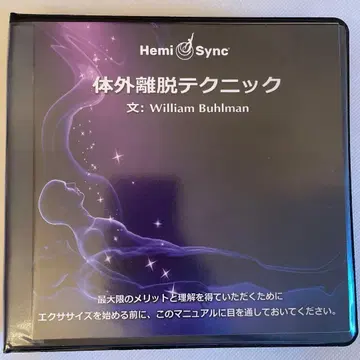 Hemi Sync®
体外離脱テクニック
文: William Buhlman
最大限のメリットと理解を得ていただくために
エクササイズを始める前に、このマニュアルに目を通しておいてください。